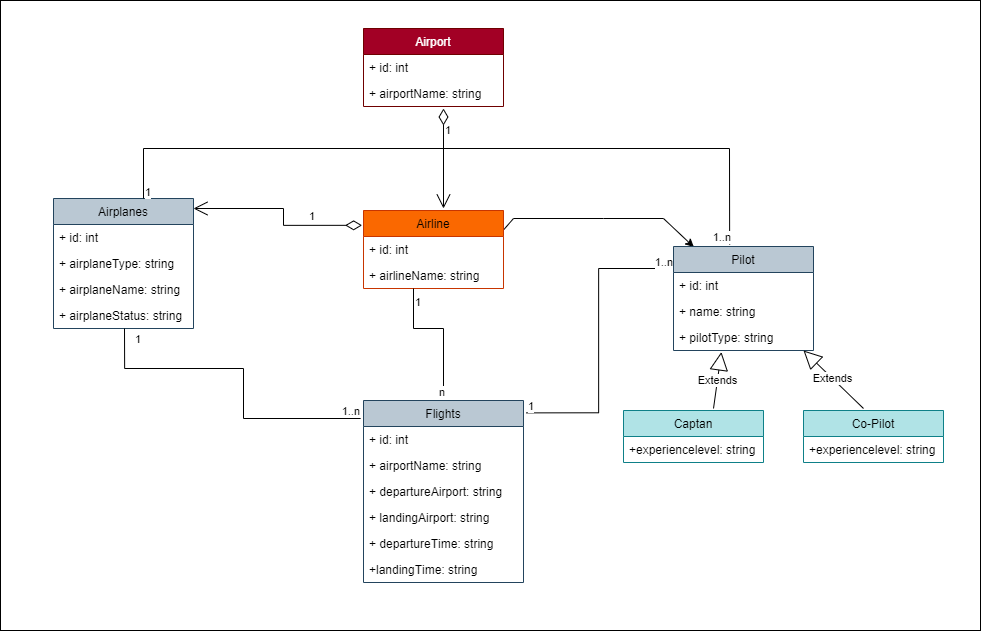 Airport
+ id: int
+ airportName: string
1
1
Airplanes
+ id: int
+ airplaneType: string
+ airplaneName: string
+ airplaneStatus: string
1
1
Airline
+ id: int
+ airlineName: string
1
1..n
1..n
Pilot
+ id: int
+ name: string
+ pilotType: string
Extends
Extends
Captan
+experiencelevel: string
Co-Pilot
+experiencelevel: string
n
1..n
1
Flights
+ id: int
+ airportName: string
+ departureAirport: string
+ landingAirport: string
+ departureTime: string
+landingTime: string